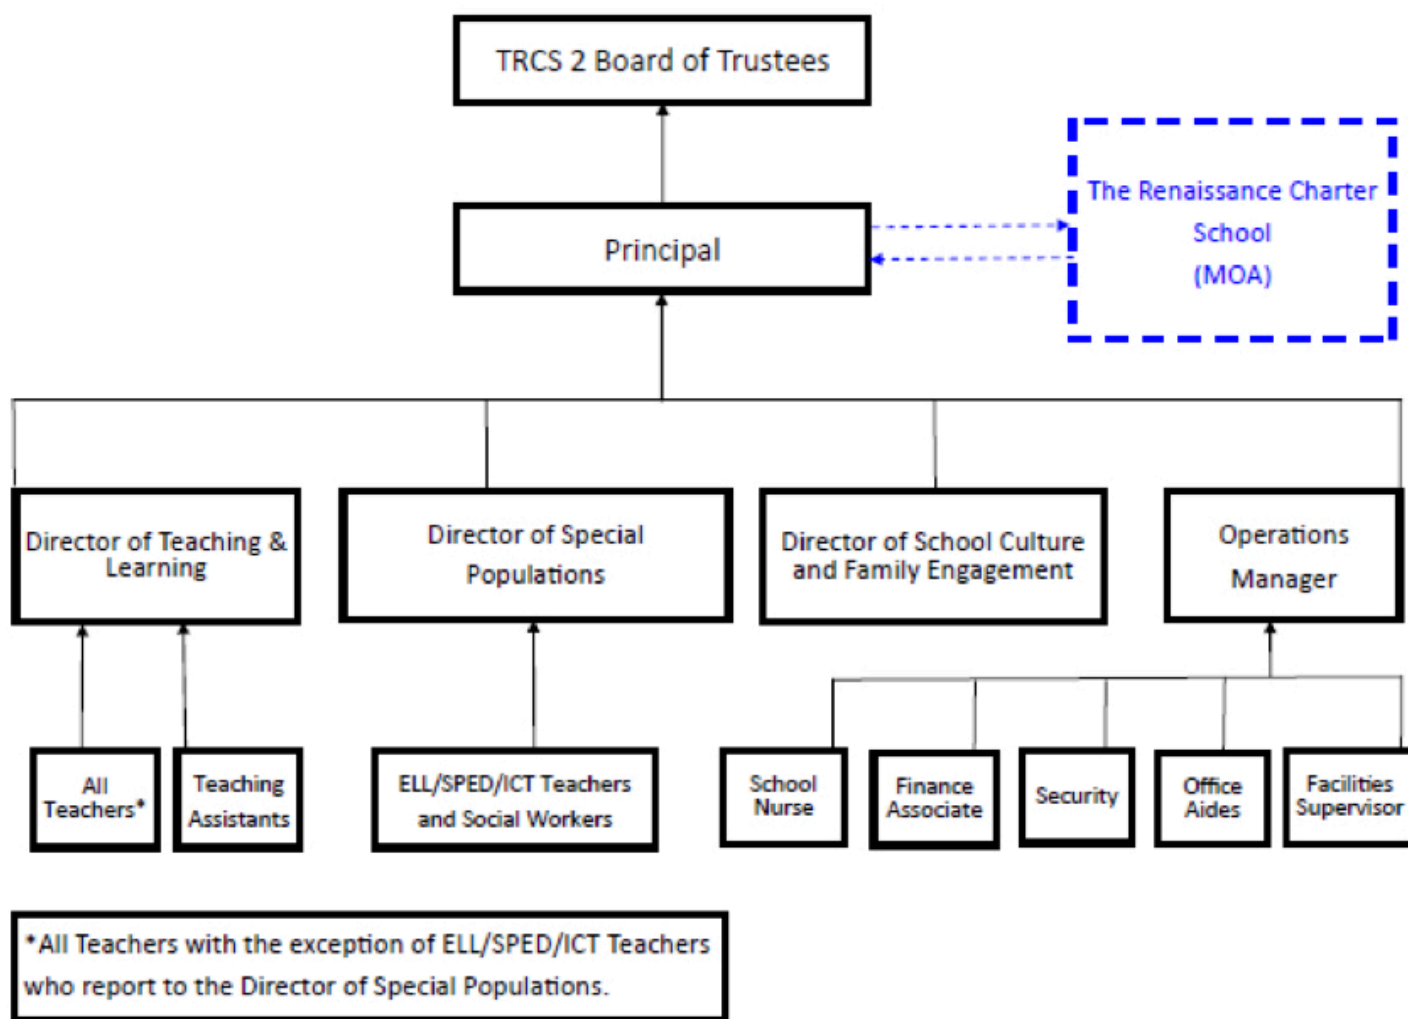 TRCS 2 Board of Trustees
The Renaissance Charter
School
(MOA)
Principal
Director of Teaching &
Learning
Director of Special
Populations
Director of School Culture
and Family Engagement
Operations
Manager
All
Teachers*
Teaching
Assistants
ELL/SPED/ICT Teachers
and Social Workers
School
Nurse
Finance
Associate
Security
Office
Aides
Facilities
Supervisor
*All Teachers with the exception of ELL/SPED/ICT Teachers
who report to the Director of Special Populations.